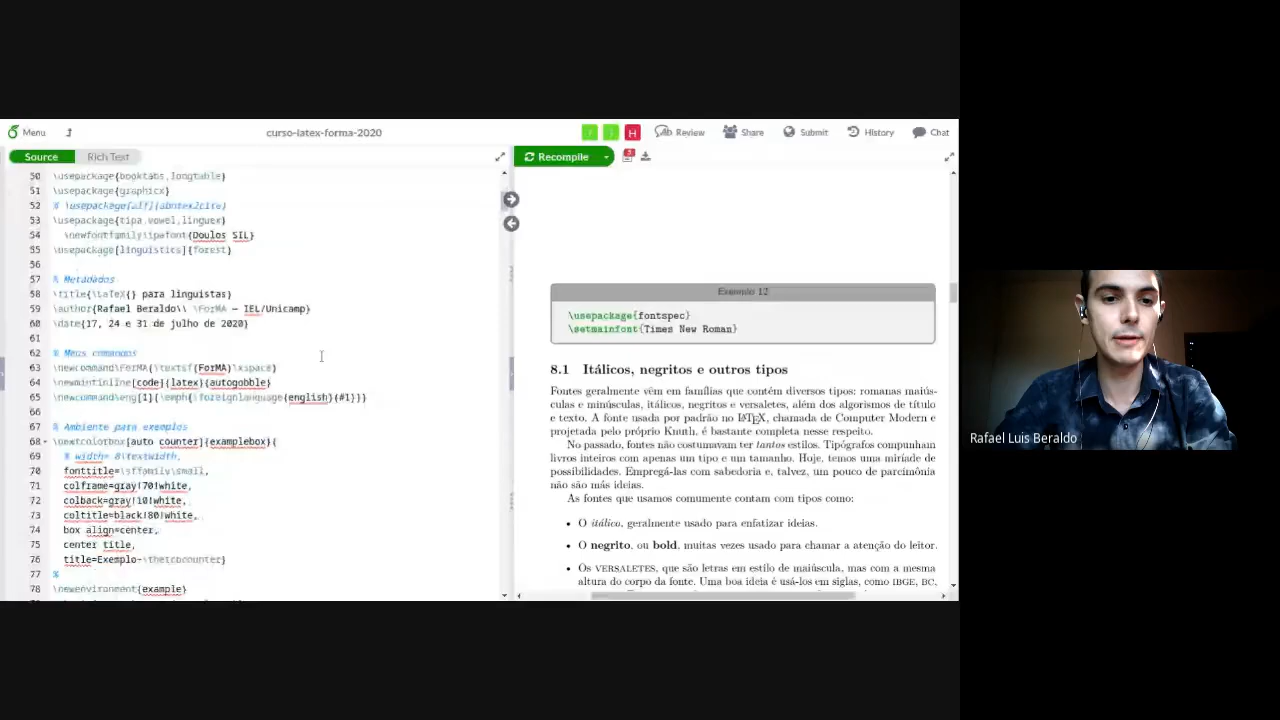 Menu
curso-latex-forma-2020
H
Review
Share
Submit
History
Chat
Source
Rich Text
Recompile
50 \usepackage{booktabs,longtable}
51 \usepackage{graphicx}
52 % \usepackage[alf]{abntex2cite}
53 \usepackage{tipa,vowel,linguex}
54 \newfontfamily\ipafont{Doulos SIL}
55 \usepackage[linguistics]{forest}
56
57 % Metadados
58 \title{\LaTeX{} para linguistas}
59 \author{Rafael Beraldo\\ \ForMA – IEL/Unicamp}
60 \date{17, 24 e 31 de julho de 2020}
61
62 % Meus comandos
63 \newcommand\ForMA{\textsf{ForMA}\xspace}
64 \newmintinline[code]{latex}{autogobble}
65 \newcommand\eng[1]{\emph{\foreignlanguage{english}{#1}}}
66
67 % Ambiente para exemplos
68 \newtcolorbox[auto counter]{examplebox}{
69 % width=.8\textwidth,
70 fonttitle=\sffamily\small,
71 colframe=gray!70!white,
72 colback=gray!10!white,
73 coltitle=black!80!white,
74 box align=center,
75 center title,
76 title=Exemplo~\thetcbcounter}
77 %
78 \newenvironment{example}
Exemplo 12
\usepackage{fontspec}
\setmainfont{Times New Roman}
8.1 Itálicos, negritos e outros tipos
Fontes geralmente vêm em famílias que contém diversos tipos: romanas maiús-
culas e minúsculas, itálicos, negritos e versaletes, além dos algorismos de título
e texto. A fonte usada por padrão no LATEX, chamada de Computer Modern e
projetada pelo próprio Knuth, é bastante completa nesse respeito.
No passado, fontes não costumavam ter tantos estilos. Tipógrafos compunham
livros inteiros com apenas um tipo e um tamanho. Hoje, temos uma miríade de
possibilidades. Empregá-las com sabedoria e, talvez, um pouco de parcimônia
não são más ideias.
As fontes que usamos comumente contam com tipos como:
• O itálico, geralmente usado para enfatizar ideias.
• O negrito, ou bold, muitas vezes usado para chamar a atenção do leitor.
• Os VERSALETES, que são letras em estilo de maiúscula, mas com a mesma
altura do corpo da fonte. Uma boa ideia é usá-los em siglas, como IBGE, BC,
Rafael Luis Beraldo